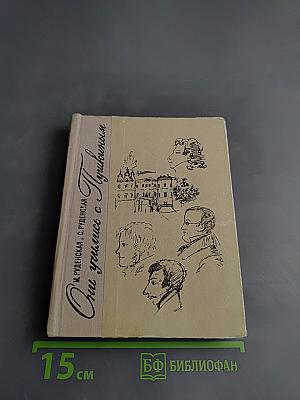 М. РУДЕНСКАЯ, С. РУДЕНСКАЯ
Они учились с Пушкиным
15 см
БФ БИБЛИОФАН